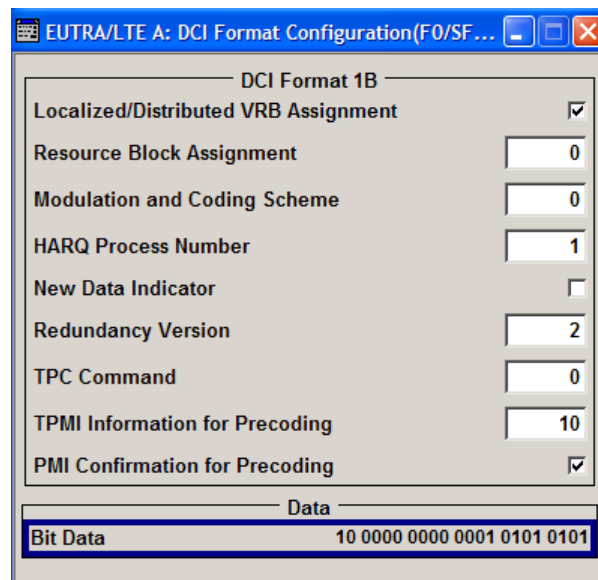 EUTRA/LTE A: DCI Format Configuration(F0/SF...
DCI Format 1B
Localized/Distributed VRB Assignment
Resource Block Assignment 0
Modulation and Coding Scheme 0
HARQ Process Number 1
New Data Indicator
Redundancy Version 2
TPC Command 0
TPMI Information for Precoding 10
PMI Confirmation for Precoding
Data
Bit Data 10 0000 0000 0001 0101 0101